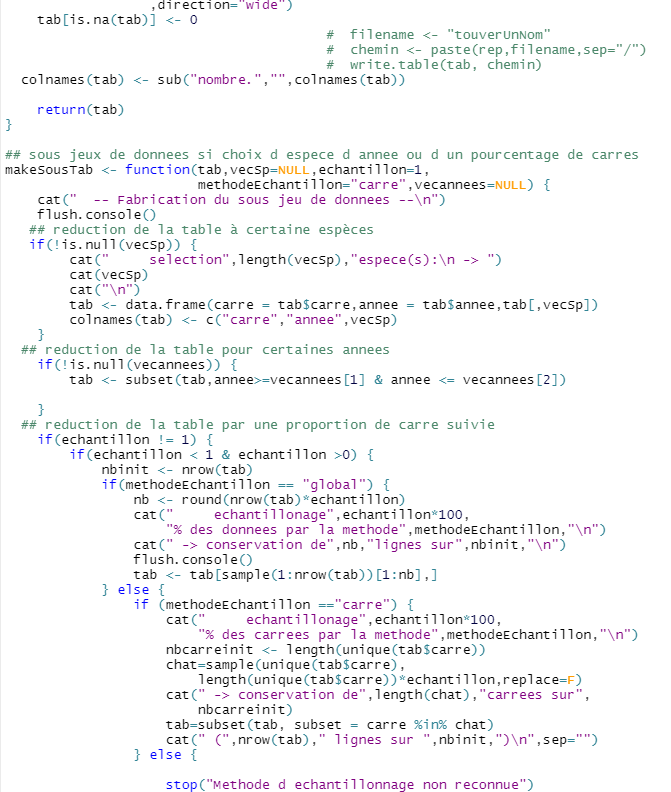 ,direction="wide")
    tab[is.na(tab)] <- 0
                                        #  filename <- "touverUnNom"
                                        #  chemin <- paste(rep,filename,sep="/")
                                        #  write.table(tab, chemin)
  colnames(tab) <- sub("nombre.","",colnames(tab))
    return(tab)
}
## sous jeux de donnees si choix d espece d annee ou d un pourcentage de carres
makeSousTab <- function(tab,vecSp=NULL,echantillon=1,
                        methodeEchantillon="carre",vecannees=NULL) {
    cat("  -- Fabrication du sous jeu de donnees --\n")
    flush.console()
   ## reduction de la table à certaine espèces
   if(!is.null(vecSp)) {
        cat("    selection",length(vecSp),"espece(s):\n -> ")
        cat(vecSp)
        cat("\n")
        tab <- data.frame(carre = tab$carre,annee = tab$annee,tab[,vecSp])
        colnames(tab) <- c("carre","annee",vecSp)
    }
  ## reduction de la table pour certaines annees
    if(!is.null(vecannees)) {
        tab <- subset(tab,annee>=vecannees[1] & annee <= vecannees[2])
    }
  ## reduction de la table par une proportion de carre suivie
    if(echantillon != 1) {
        if(echantillon < 1 & echantillon >0) {
            nbinit <- nrow(tab)
            if(methodeEchantillon == "global") {
                nb <- round(nrow(tab)*echantillon)
                cat("     echantillonage",echantillon*100,
                    "% des donnees par la methode",methodeEchantillon,"\n")
                cat(" -> conservation de",nb,"lignes sur",nbinit,"\n")
                flush.console()
                tab <- tab[sample(1:nrow(tab))[1:nb],]
            } else {
                if (methodeEchantillon =="carre") {
                    cat("     echantillonage",echantillon*100,
                        "% des carrees par la methode",methodeEchantillon,"\n")
                    nbcarreinit <- length(unique(tab$carre))
                    chat=sample(unique(tab$carre),
                        length(unique(tab$carre))*echantillon,replace=F)
                    cat(" -> conservation de",length(chat),"carrees sur",
                        nbcarreinit)
                    tab=subset(tab, subset = carre %in% chat)
                    cat(" (",nrow(tab)," lignes sur ",nbinit,")\n",sep="")
                } else {
                    stop("Methode d echantillonnage non reconnue")